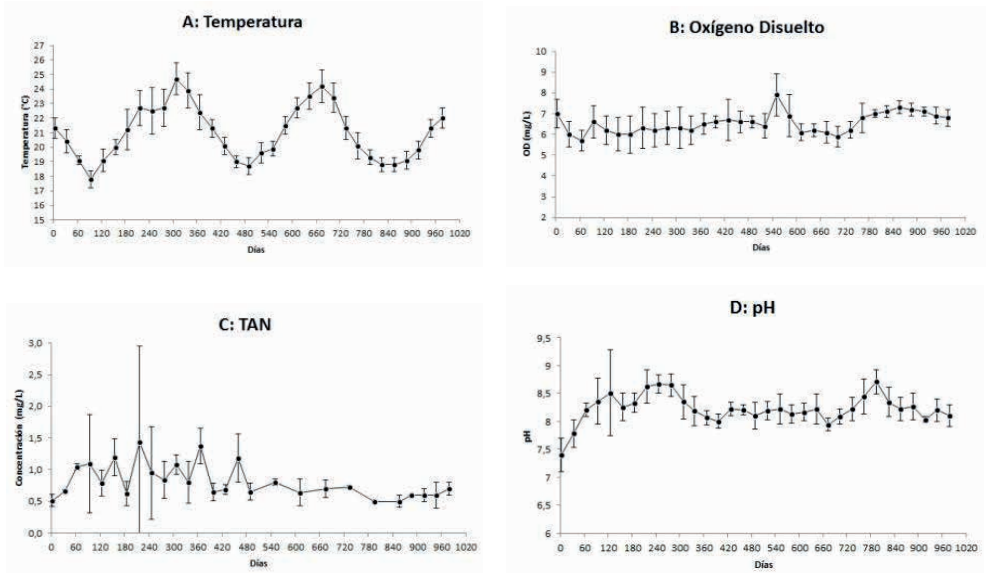 A: Temperatura
27
26
25
24
23
22
21
20
19
18
17
16
15
Temperatura (°C)
0 60 120 180 240 300 360 420 480 540 600 660 720 780 840 900 960 1020
Días
B: Oxígeno Disuelto
10
9
8
7
6
5
4
3
2
OD (mg/L)
0 60 120 180 240 300 360 420 480 540 600 660 720 780 840 900 960 1020
Días
C: TAN
3,0
2,5
2,0
1,5
1,0
0,5
0,0
Concentración (mg/L)
0 60 120 180 240 300 360 420 480 540 600 660 720 780 840 900 960 1020
Días
D: pH
9,5
9
8,5
8
7,5
7
6,5
6
pH
0 60 120 180 240 300 360 420 480 540 600 660 720 780 840 900 960 1020
Días